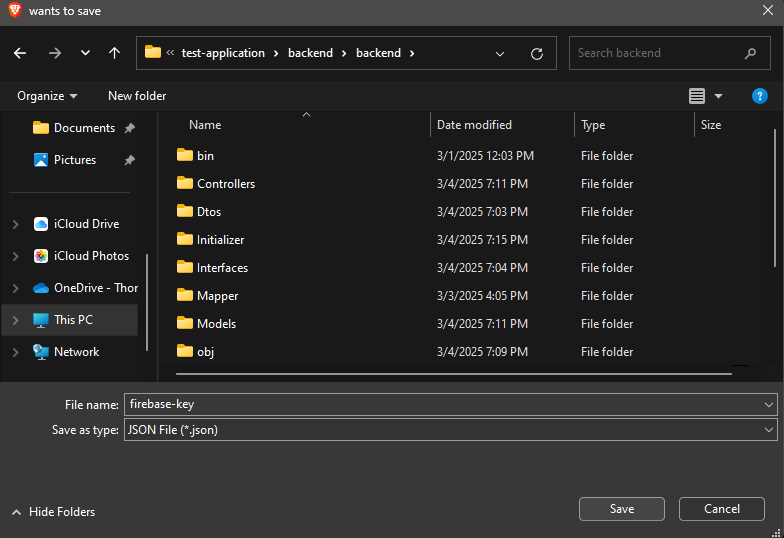 wants to save
« test-application > backend > backend >
Search backend
Organize
New folder
?
Documents
Pictures
iCloud Drive
iCloud Photos
OneDrive - Thor
This PC
Network
Name Date modified Type Size
bin 3/1/2025 12:03 PM File folder
Controllers 3/4/2025 7:11 PM File folder
Dtos 3/4/2025 7:03 PM File folder
Initializer 3/4/2025 7:15 PM File folder
Interfaces 3/4/2025 7:04 PM File folder
Mapper 3/3/2025 4:05 PM File folder
Models 3/4/2025 7:11 PM File folder
obj 3/4/2025 7:09 PM File folder
File name: firebase-key
Save as type: JSON File (*.json)
Hide Folders
Save
Cancel